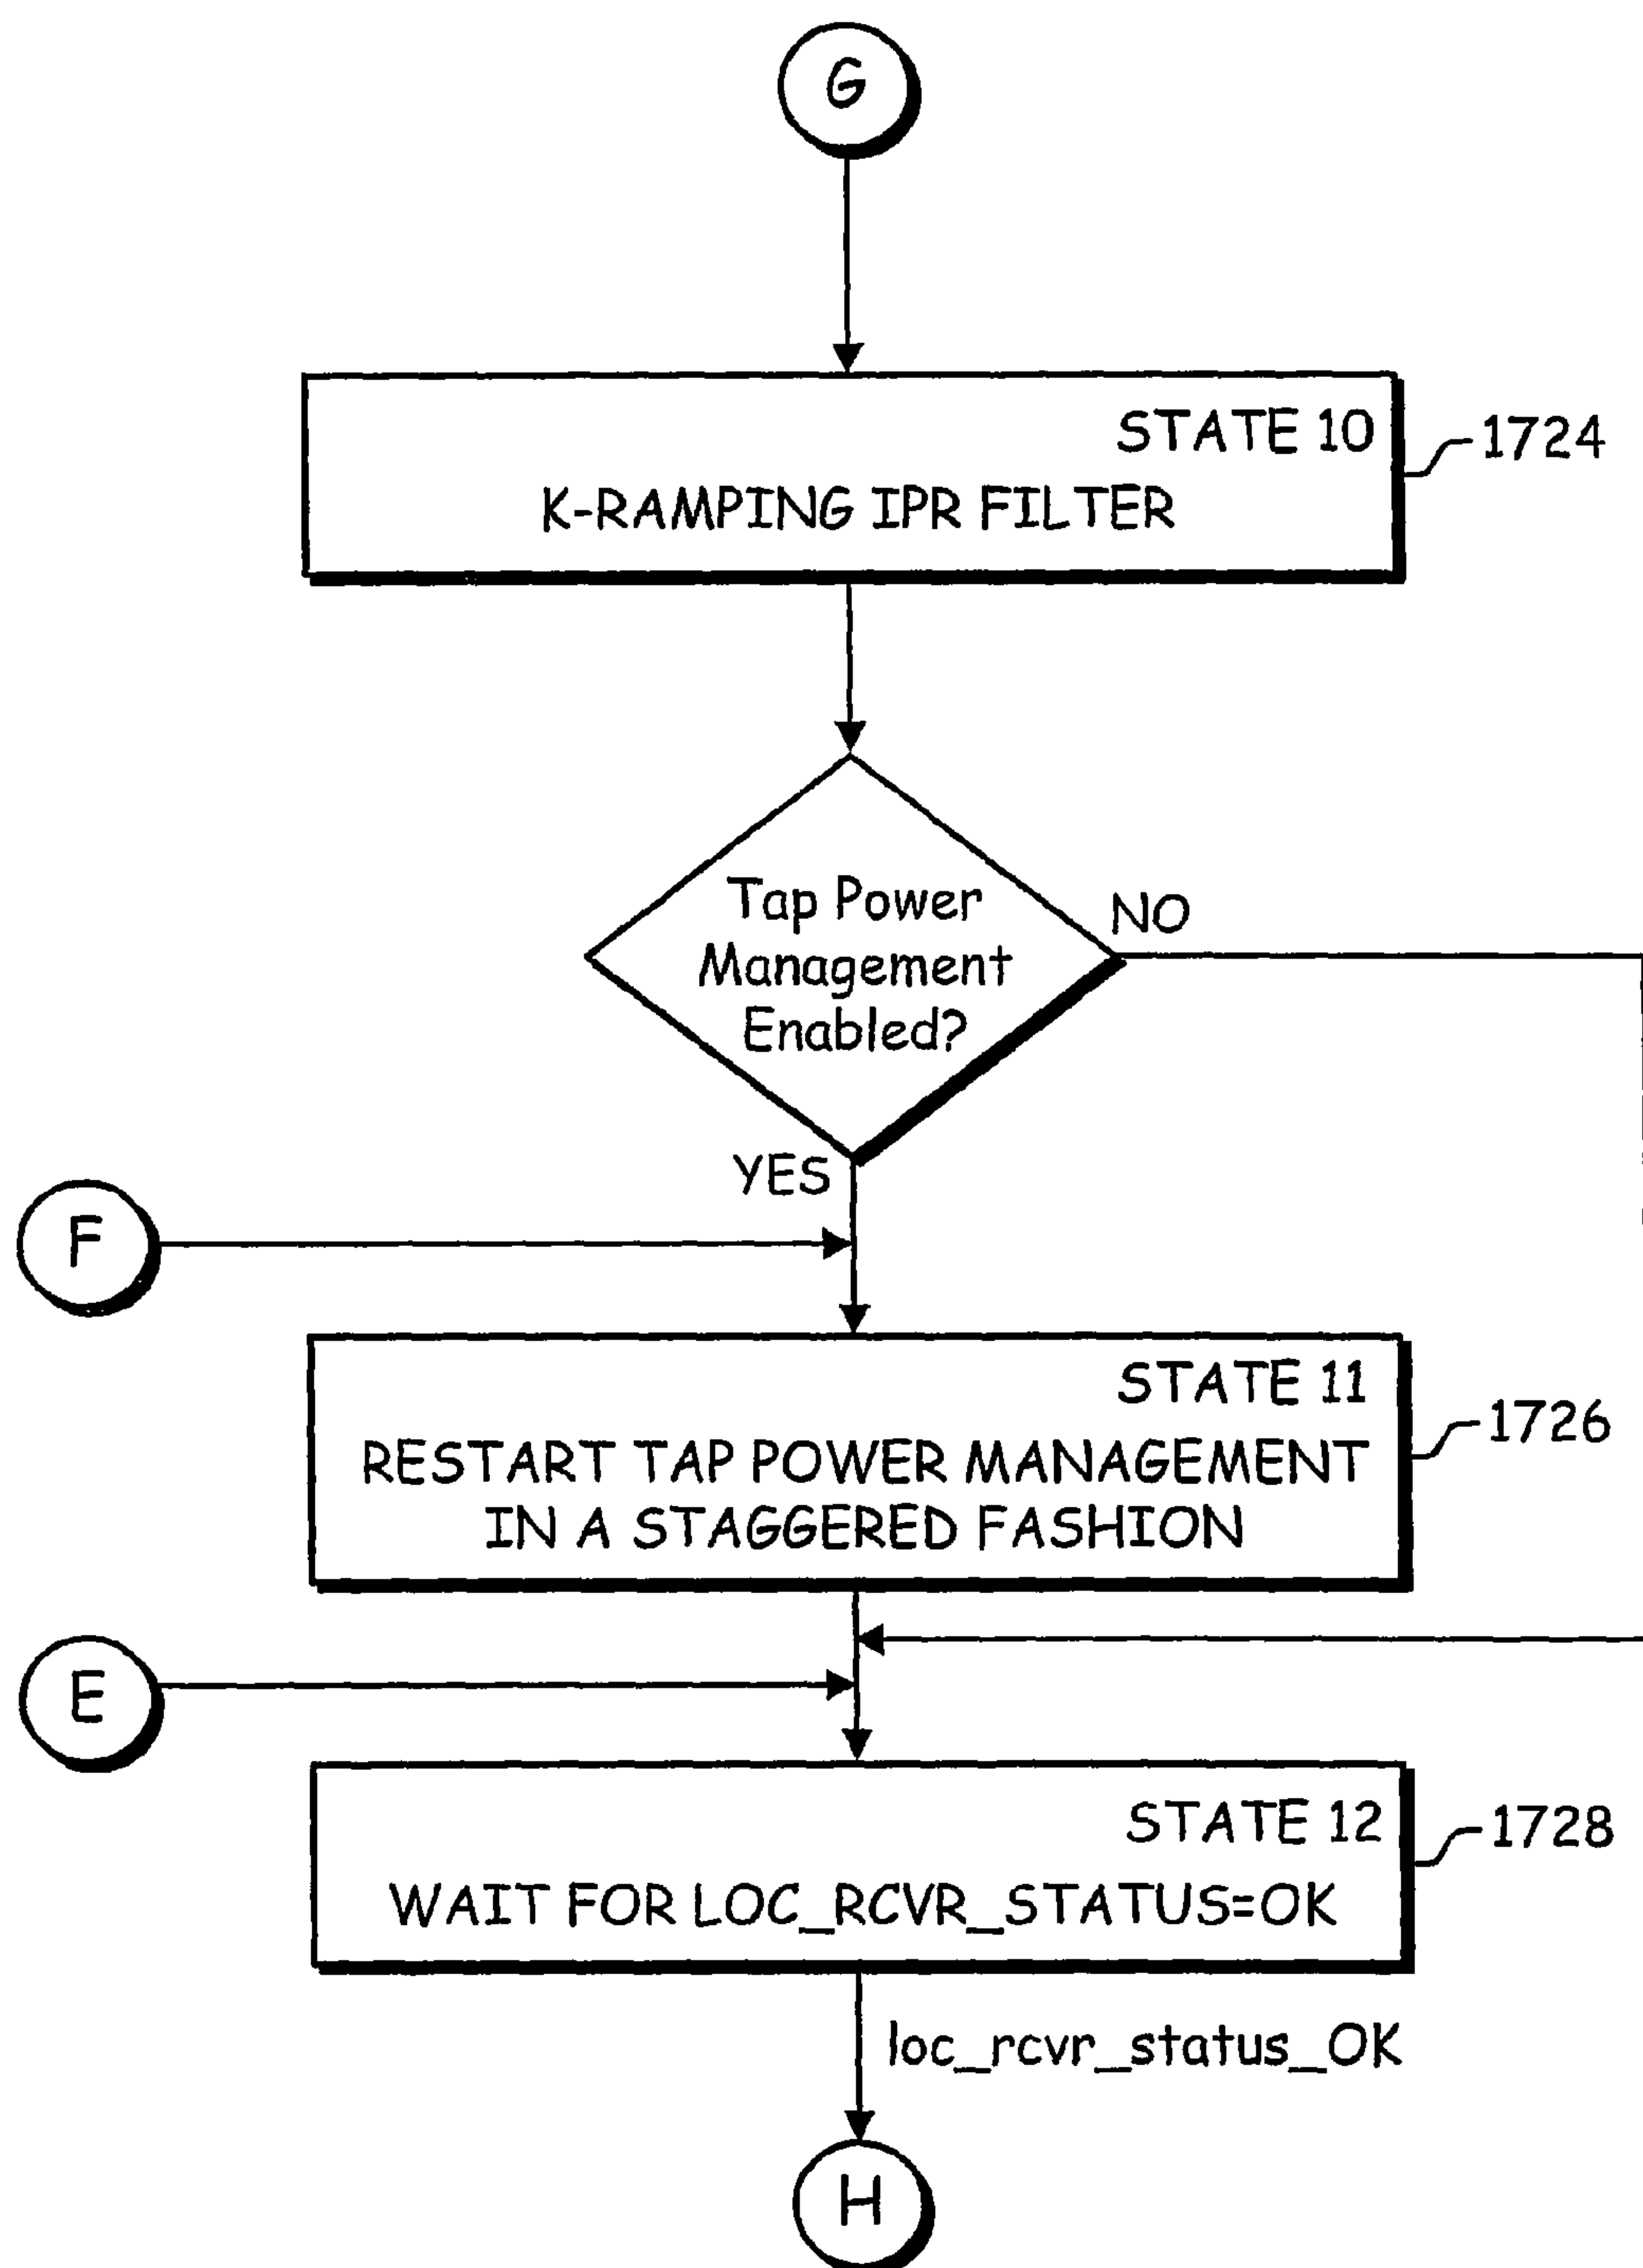 G
STATE 10
1724
K-RAMPING IPR FILTER
Tap Power
Management
Enabled?
NO
YES
F
STATE 11
1726
RESTART TAP POWER MANAGEMENT
IN A STAGGERED FASHION
E
STATE 12
1728
WAIT FOR LOC_RCVR_STATUS=OK
loc_rcvr_status_OK
H